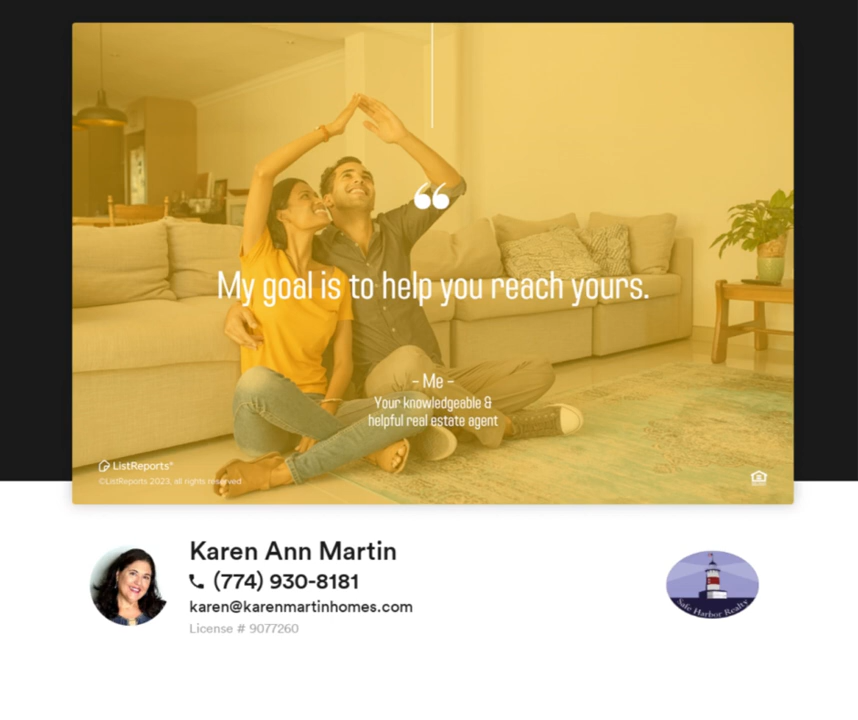 “
My goal is to help you reach yours.
- Me -
Your knowledgeable &
helpful real estate agent
ListReports®
©ListReports 2023, all rights reserved
Karen Ann Martin
(774) 930-8181
karen@karenmartinhomes.com
License # 9077260
Safe Harbor Realty